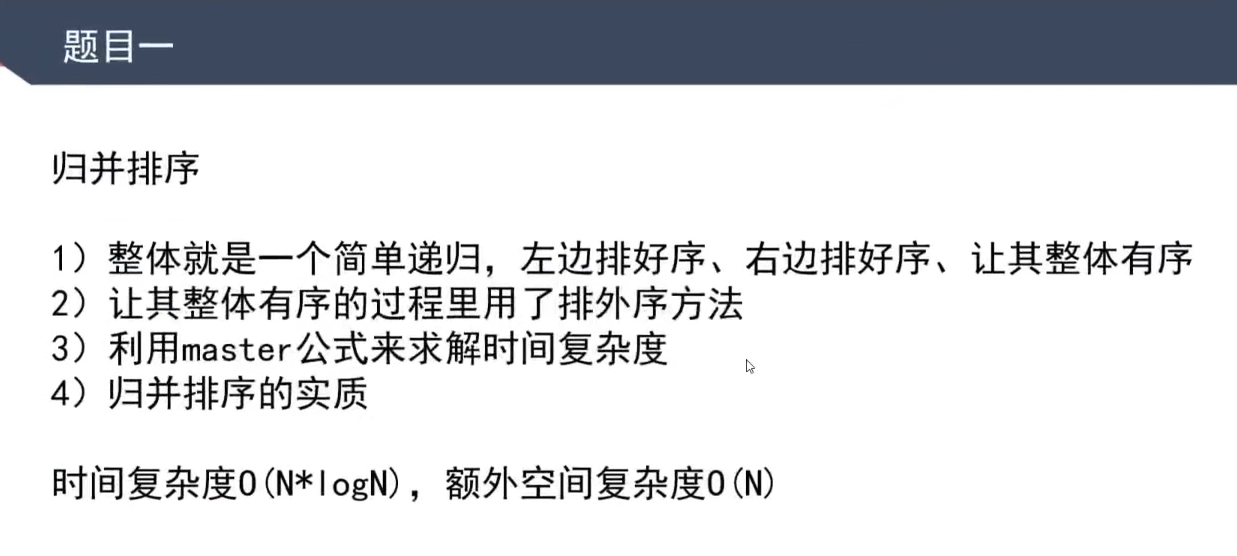 题目一
归并排序
1）整体就是一个简单递归，左边排好序、右边排好序、让其整体有序
2）让其整体有序的过程里用了排外序方法
3）利用master公式来求解时间复杂度
4）归并排序的实质
时间复杂度O(N*logN)，额外空间复杂度O(N)